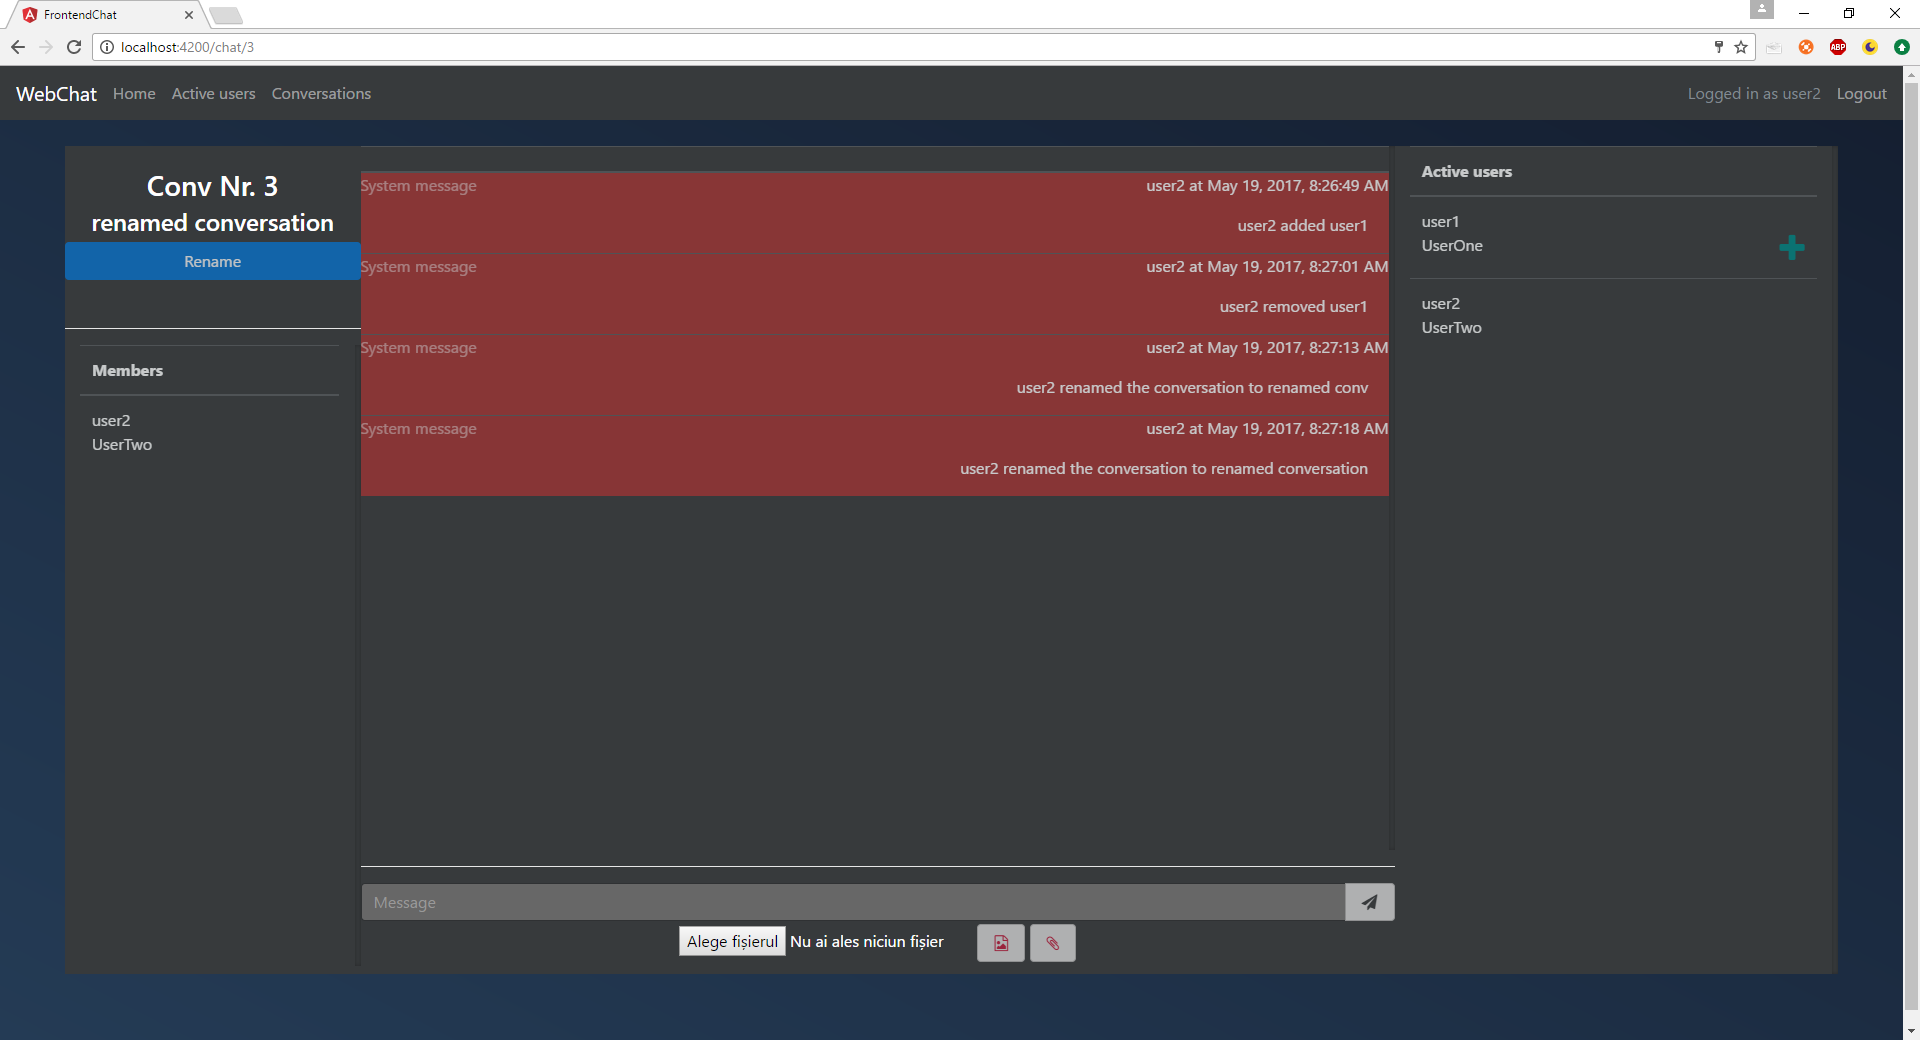 FrontendChat
localhost:4200/chat/3
ABP
WebChat Home Active users Conversations Logged in as user2 Logout
Conv Nr. 3
renamed conversation
Rename
Members
user2
UserTwo
System message user2 at May 19, 2017, 8:26:49 AM
user2 added user1
System message user2 at May 19, 2017, 8:27:01 AM
user2 removed user1
System message user2 at May 19, 2017, 8:27:13 AM
user2 renamed the conversation to renamed conv
System message user2 at May 19, 2017, 8:27:18 AM
user2 renamed the conversation to renamed conversation
Message
Alege fișierul Nu ai ales niciun fișier
Active users
user1
UserOne
user2
UserTwo